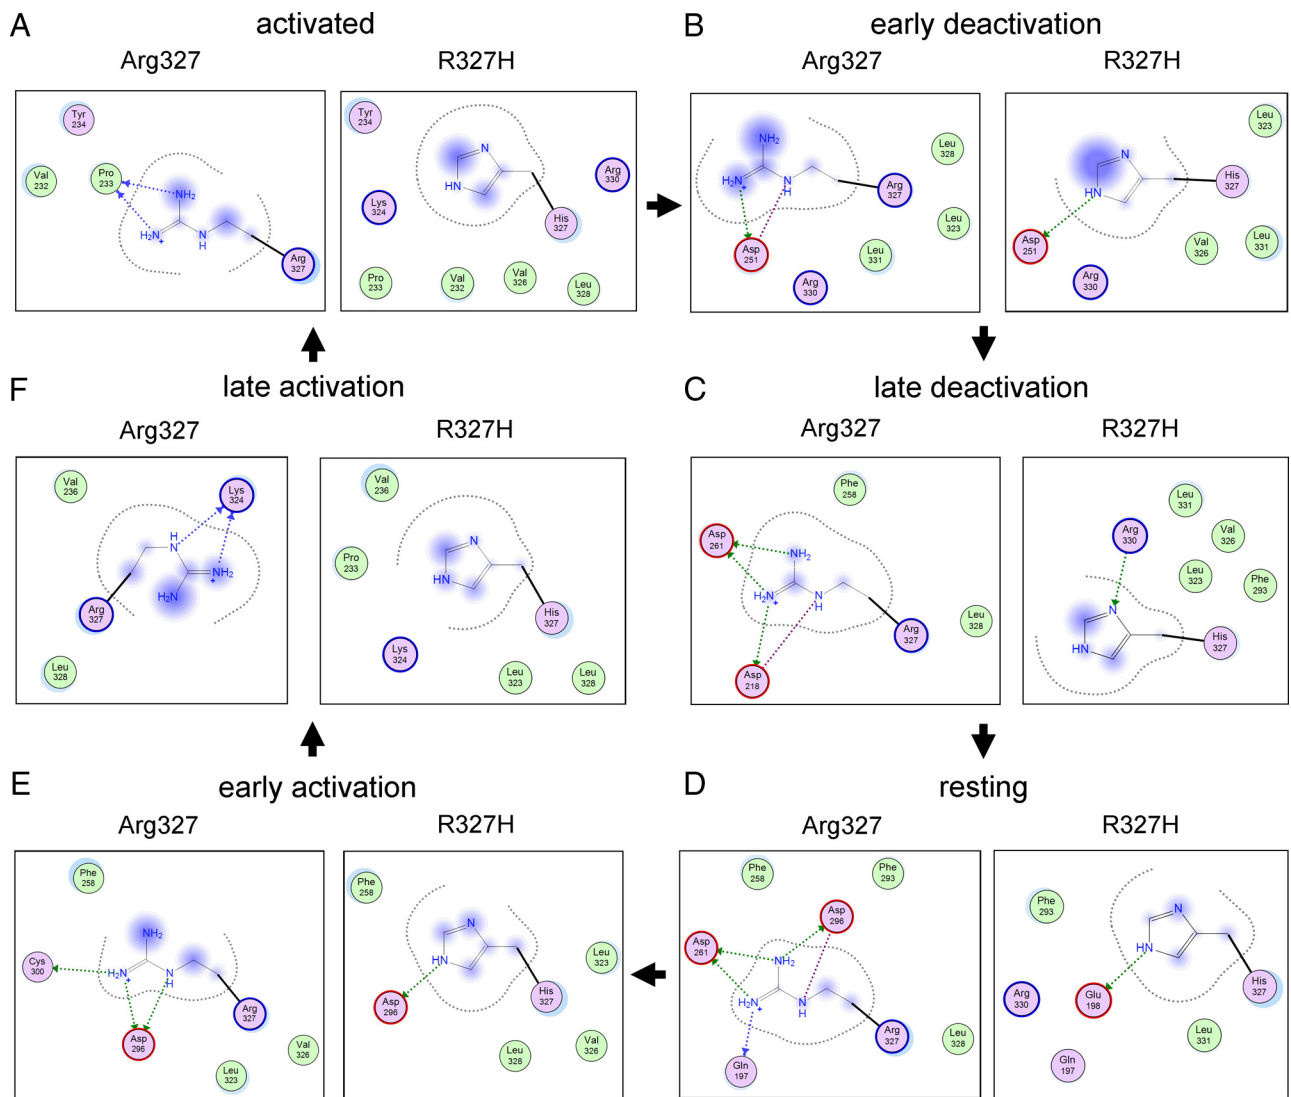 A
activated
Arg327
R327H
Tyr
234
Val
232
Pro
233
NH2
H2N
+
N
H
Arg
327
Tyr
234
N
HN
Arg
330
Lys
324
His
327
Pro
233
Val
232
Val
326
Leu
328
B
early deactivation
Arg327
R327H
NH2
H2N
+
N
H
Leu
328
Arg
327
Leu
323
Asp
251
Leu
331
Arg
330
Leu
323
N
HN
His
327
Asp
251
Val
326
Leu
331
Arg
330
F
late activation
Arg327
R327H
Val
236
Lys
324
H
N
NH2
+
H2N
Arg
327
Leu
328
Val
236
N
HN
Pro
233
His
327
Lys
324
Leu
323
Leu
328
C
late deactivation
Arg327
R327H
Phe
258
Asp
261
NH2
H2N
+
N
H
Leu
328
Arg
327
Asp
218
Leu
331
Arg
330
Val
326
Leu
323
Phe
293
N
HN
His
327
E
early activation
Arg327
R327H
Phe
258
NH2
Cys
300
H2N
+
N
H
Arg
327
Asp
296
Val
326
Leu
323
Phe
258
N
HN
Leu
323
His
327
Asp
296
Leu
328
Val
326
D
resting
Arg327
R327H
Phe
258
Phe
293
Asp
296
Asp
261
NH2
H2N
+
N
H
Arg
327
Leu
328
Gln
197
Phe
293
N
HN
His
327
Arg
330
Glu
198
Leu
331
Gln
197